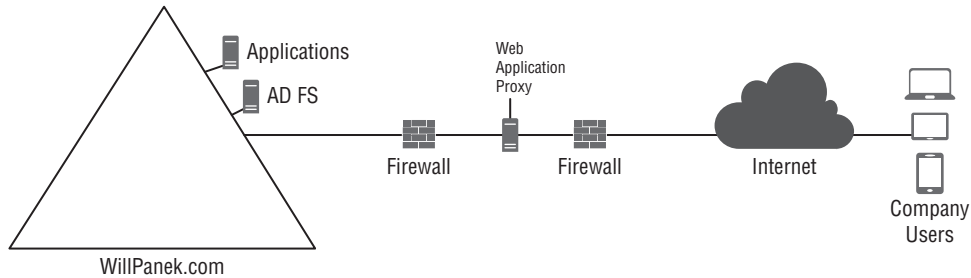 Applications
AD FS
Web
Application
Proxy
Firewall
Firewall
Internet
Company
Users
WillPanek.com